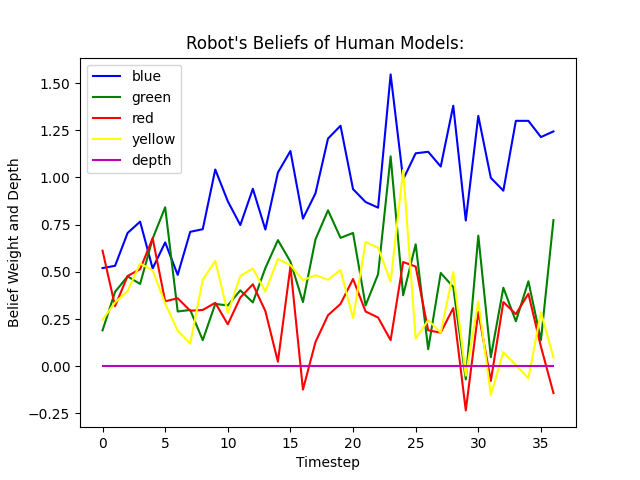 Robot's Beliefs of Human Models:
blue
green
red
yellow
depth
1.50
1.25
1.00
0.75
0.50
0.25
0.00
−0.25
Belief Weight and Depth
0 5 10 15 20 25 30 35
Timestep